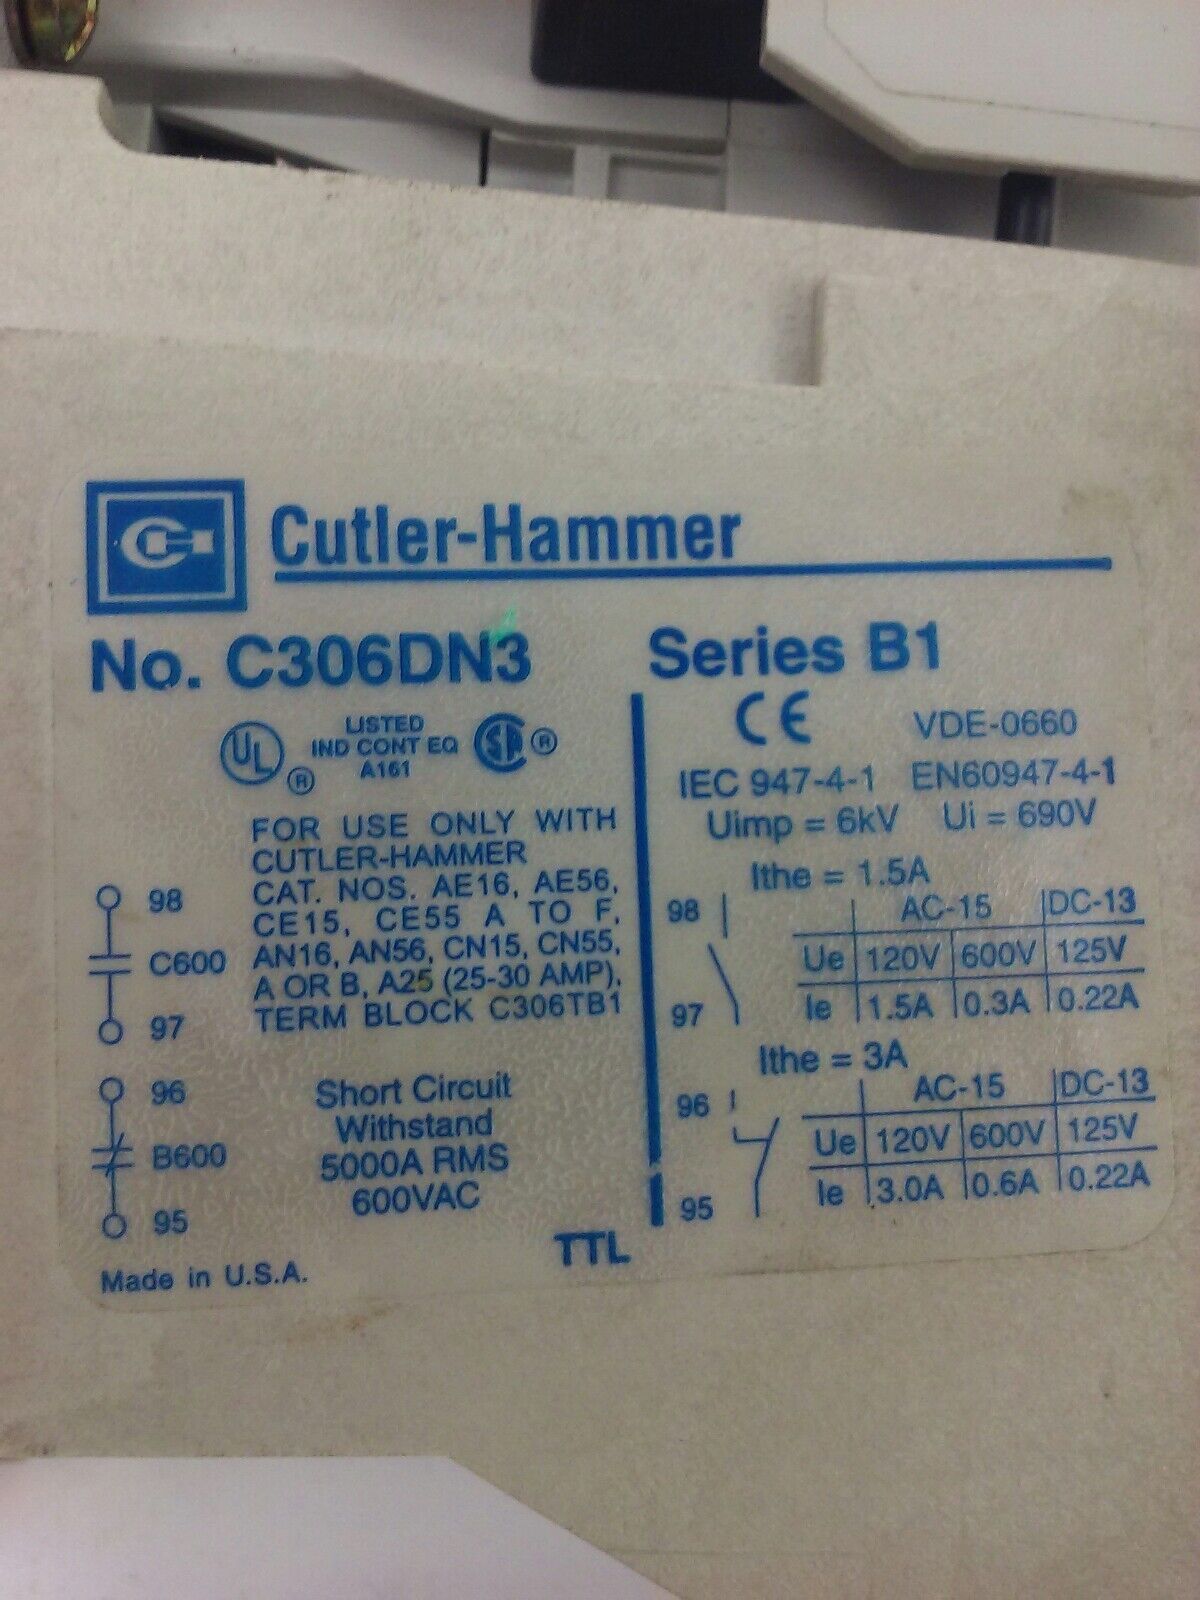 Cutler-Hammer
No. C306DN3 Series B1
UL ® LISTED
IND CONT EQ
A161
SA ®
FOR USE ONLY WITH
CUTLER-HAMMER
CAT. NOS. AE16, AE56,
CE15, CE55 A TO F,
AN16, AN56, CN15, CN55,
A OR B, A25 (25-30 AMP),
TERM BLOCK C306TB1
98
C600
97
96
B600
95
Short Circuit
Withstand
5000A RMS
600VAC
Made in U.S.A.
TTL
CE VDE-0660
IEC 947-4-1 EN60947-4-1
Uimp = 6kV Ui = 690V
Ithe = 1.5A
98
97
AC-15 DC-13
Ue 120V 600V 125V
Ie 1.5A 0.3A 0.22A
Ithe = 3A
96
95
AC-15 DC-13
Ue 120V 600V 125V
Ie 3.0A 0.6A 0.22A